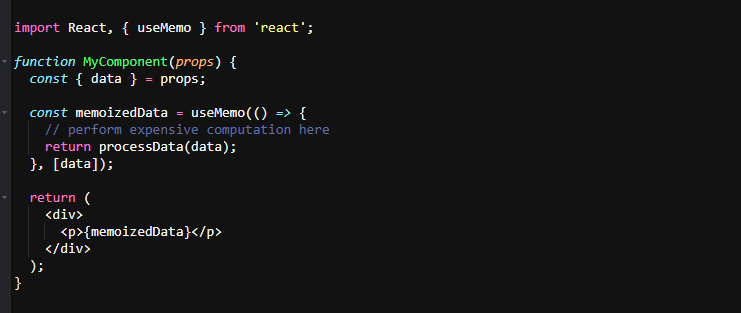 import React, { useMemo } from 'react';
function MyComponent(props) {
const { data } = props;
const memoizedData = useMemo(() => {
// perform expensive computation here
return processData(data);
}, [data]);
return (
<div>
<p>{memoizedData}</p>
</div>
);
}